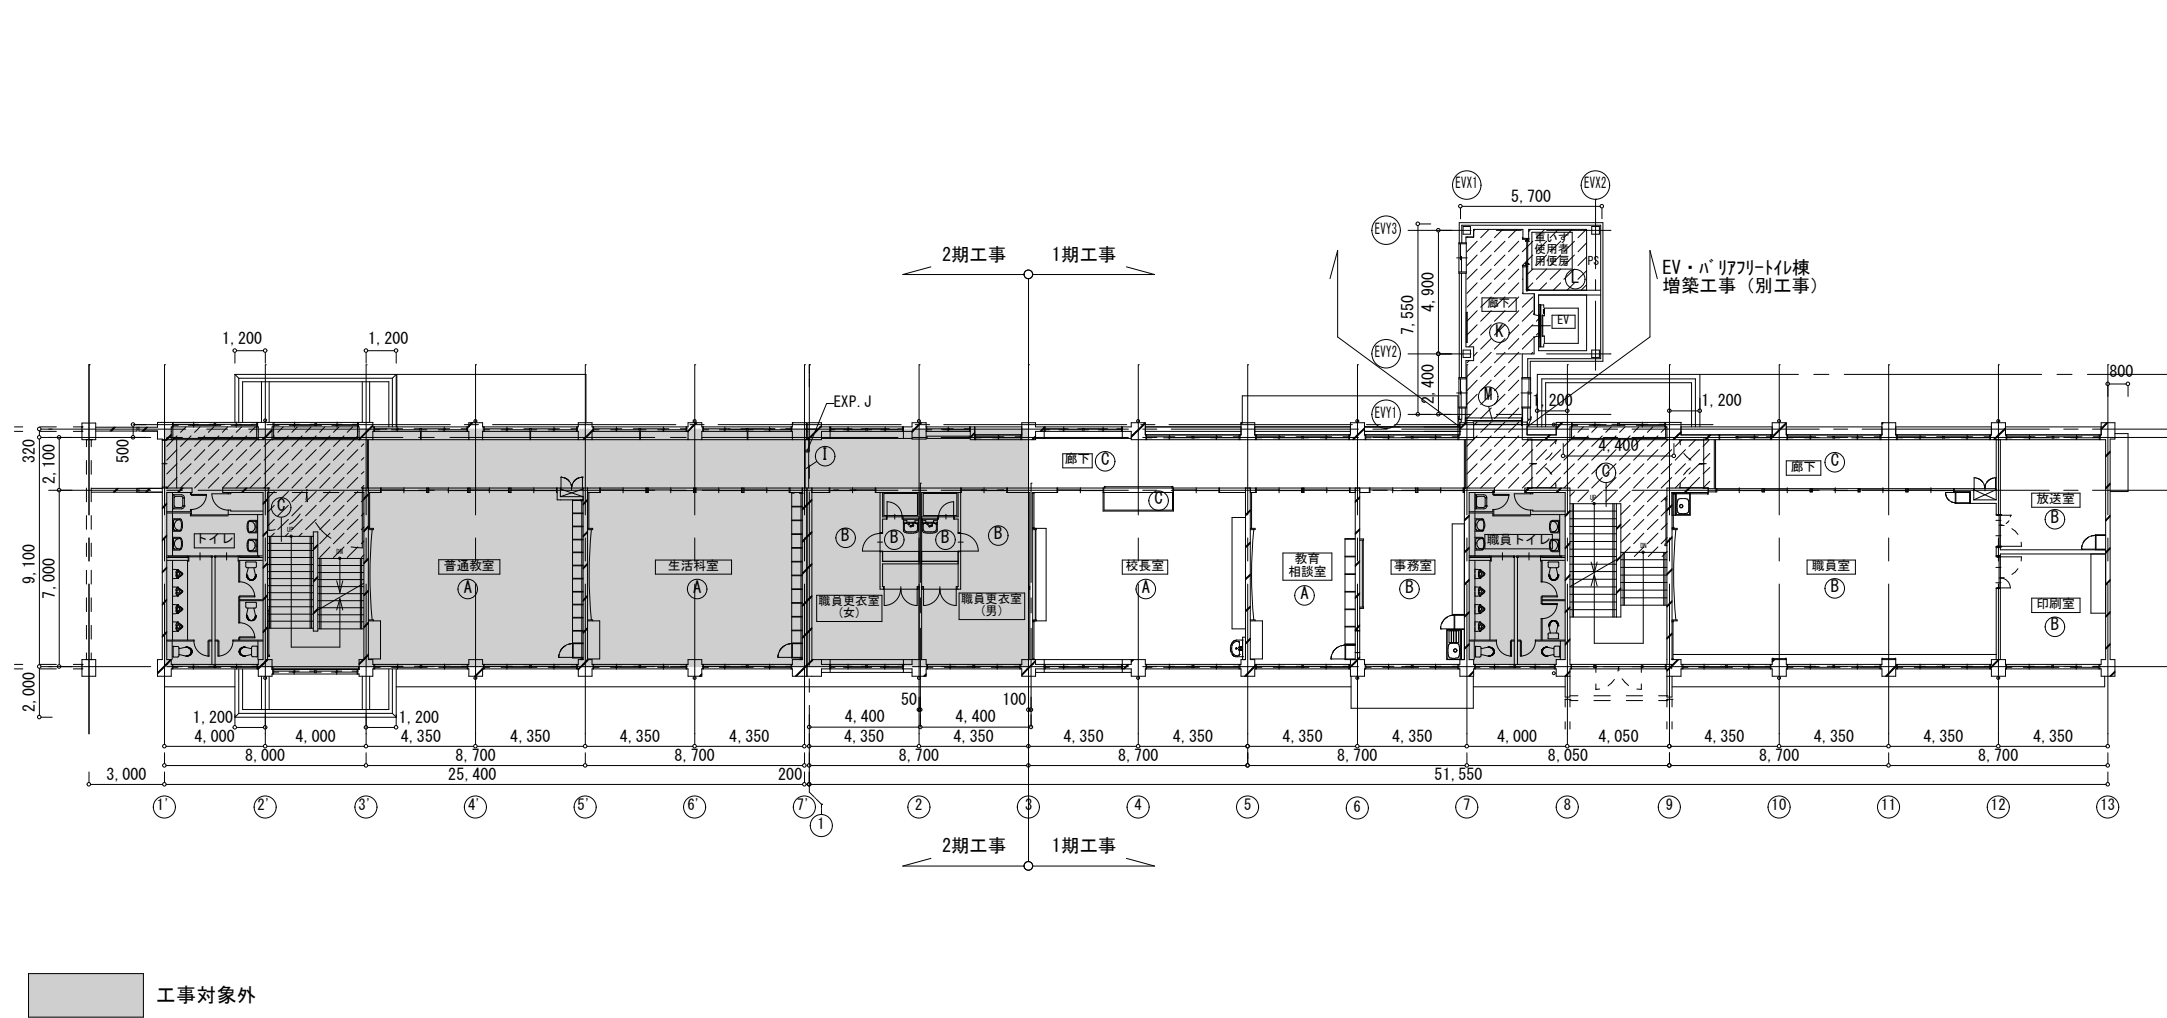 EVX1
EVX2
5,700
EVY3
2期工事
1期工事
車いす
使用者
用便房
PS
L
EV・バリアフリートイレ棟
増築工事（別工事）
7,550
4,900
廊下
EV
K
1,200
1,200
EVY2
2,400
800
EXP.J
M
1,200
1,200
EVY1
320
2,100
500
I
廊下
C
4,400
C
廊下
C
C
UP
C
UP
放送室
B
トイレ
B
B
B
B
職員トイレ
DN
DN
9,100
7,000
普通教室
A
生活科室
A
校長室
A
教育
相談室
A
事務室
B
職員室
B
職員更衣室
（女）
職員更衣室
（男）
印刷室
B
2,000
50
100
1,200
1,200
4,400
4,400
4,000
4,000
4,350
4,350
4,350
4,350
4,350
4,350
4,350
4,350
4,350
4,350
4,000
4,050
4,350
4,350
4,350
4,350
8,000
8,700
8,700
8,700
8,700
8,700
8,050
8,700
8,700
3,000
25,400
200
51,550
1'
2'
3'
4'
5'
6'
7'
1
2
3
4
5
6
7
8
9
10
11
12
13
2期工事
1期工事
工事対象外